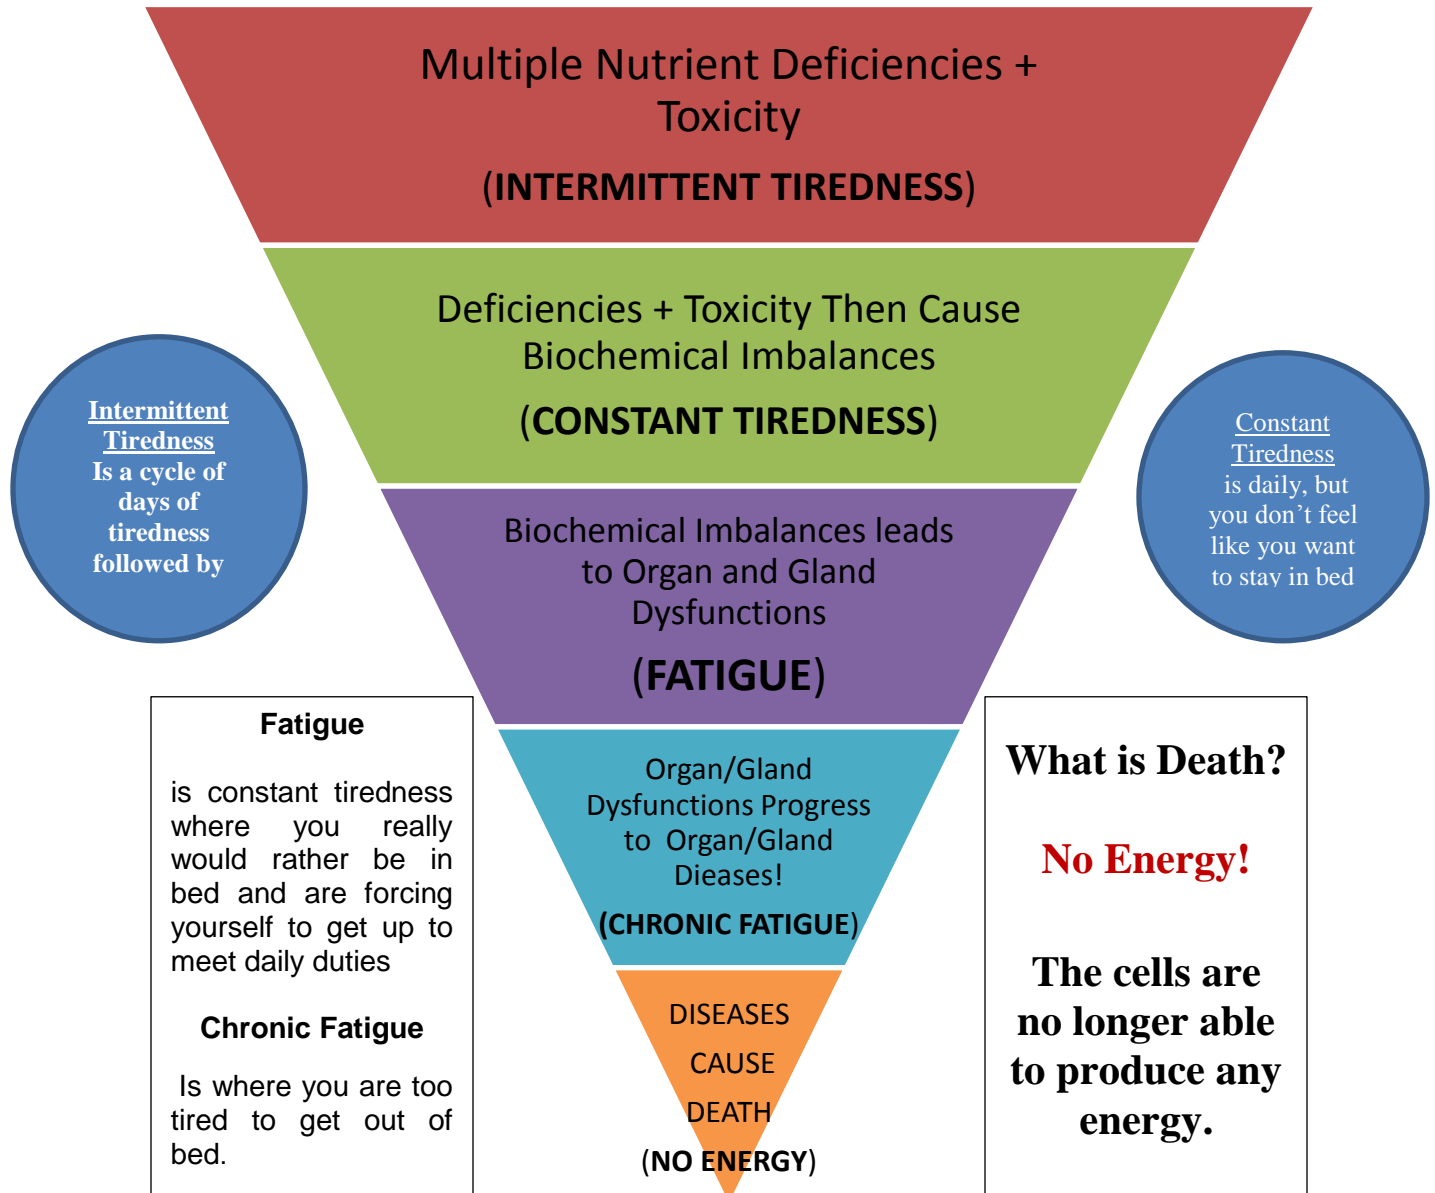 Multiple Nutrient Deficiencies +
Toxicity
(INTERMITTENT TIREDNESS)
Deficiencies + Toxicity Then Cause
Biochemical Imbalances
(CONSTANT TIREDNESS)
Intermittent
Tiredness
Is a cycle of
days of
tiredness
followed by
Constant
Tiredness
is daily, but
you don’t feel
like you want
to stay in bed
Biochemical Imbalances leads
to Organ and Gland
Dysfunctions
(FATIGUE)
Fatigue
is constant tiredness
where you really
would rather be in
bed and are forcing
yourself to get up to
meet daily duties
Chronic Fatigue
Is where you are too
tired to get out of
bed.
Organ/Gland
Dysfunctions Progress
to Organ/Gland
Dieases!
(CHRONIC FATIGUE)
DISEASES
CAUSE
DEATH
(NO ENERGY)
What is Death?
No Energy!
The cells are
no longer able
to produce any
energy.